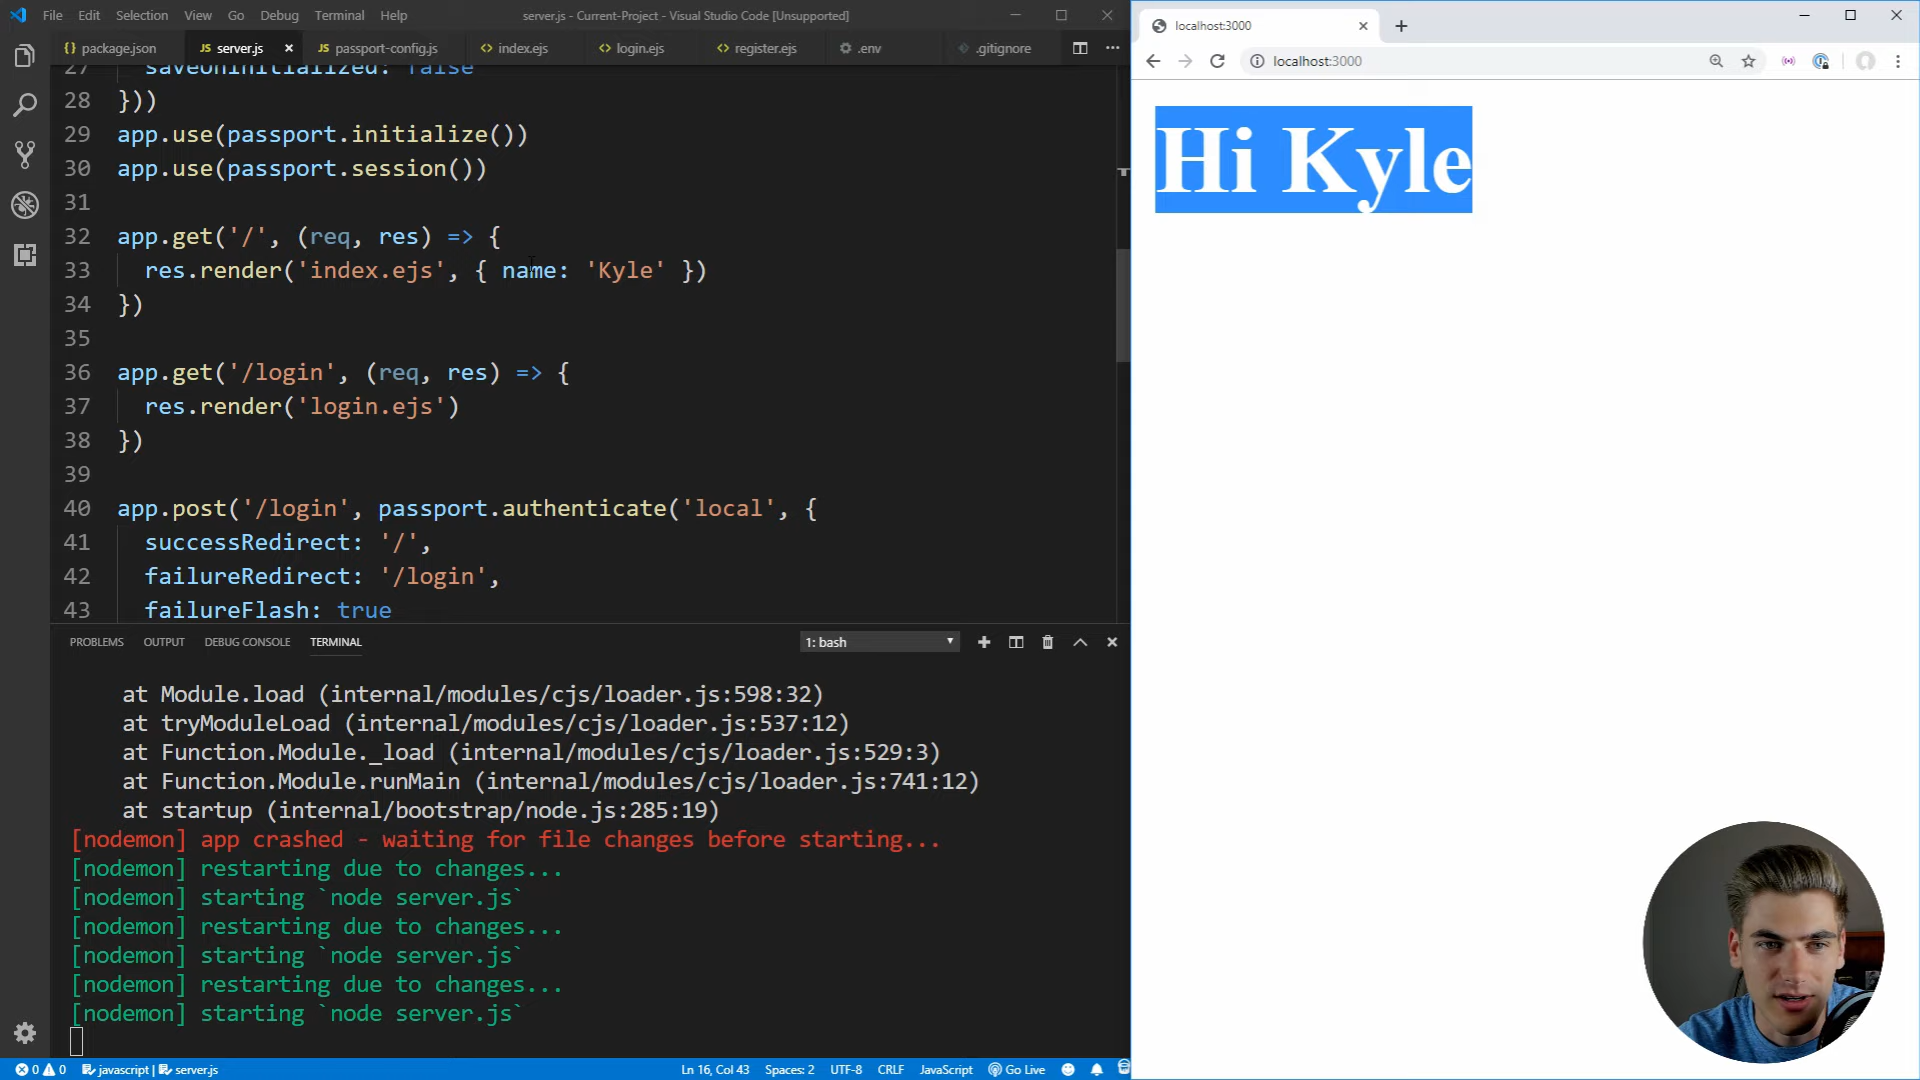 File Edit Selection View Go Debug Terminal Help
server.js - Current-Project - Visual Studio Code [Unsupported]
package.json JS server.js JS passport-config.js <> index.ejs <> login.ejs <> register.ejs .env .gitignore
27 saveUninitialized: false
28 }))
29 app.use(passport.initialize())
30 app.use(passport.session())
31
32 app.get('/', (req, res) => {
33 res.render('index.ejs', { name: 'Kyle' })
34 })
35
36 app.get('/login', (req, res) => {
37 res.render('login.ejs')
38 })
39
40 app.post('/login', passport.authenticate('local', {
41 successRedirect: '/',
42 failureRedirect: '/login',
43 failureFlash: true
PROBLEMS OUTPUT DEBUG CONSOLE TERMINAL 1: bash
at Module.load (internal/modules/cjs/loader.js:598:32)
at tryModuleLoad (internal/modules/cjs/loader.js:537:12)
at Function.Module._load (internal/modules/cjs/loader.js:529:3)
at Function.Module.runMain (internal/modules/cjs/loader.js:741:12)
at startup (internal/bootstrap/node.js:285:19)
[nodemon] app crashed - waiting for file changes before starting...
[nodemon] restarting due to changes...
[nodemon] starting `node server.js`
[nodemon] restarting due to changes...
[nodemon] starting `node server.js`
[nodemon] restarting due to changes...
[nodemon] starting `node server.js`
0 0 javascript | server.js Ln 16, Col 43 Spaces: 2 UTF-8 CRLF JavaScript Go Live
localhost:3000
localhost:3000
Hi Kyle